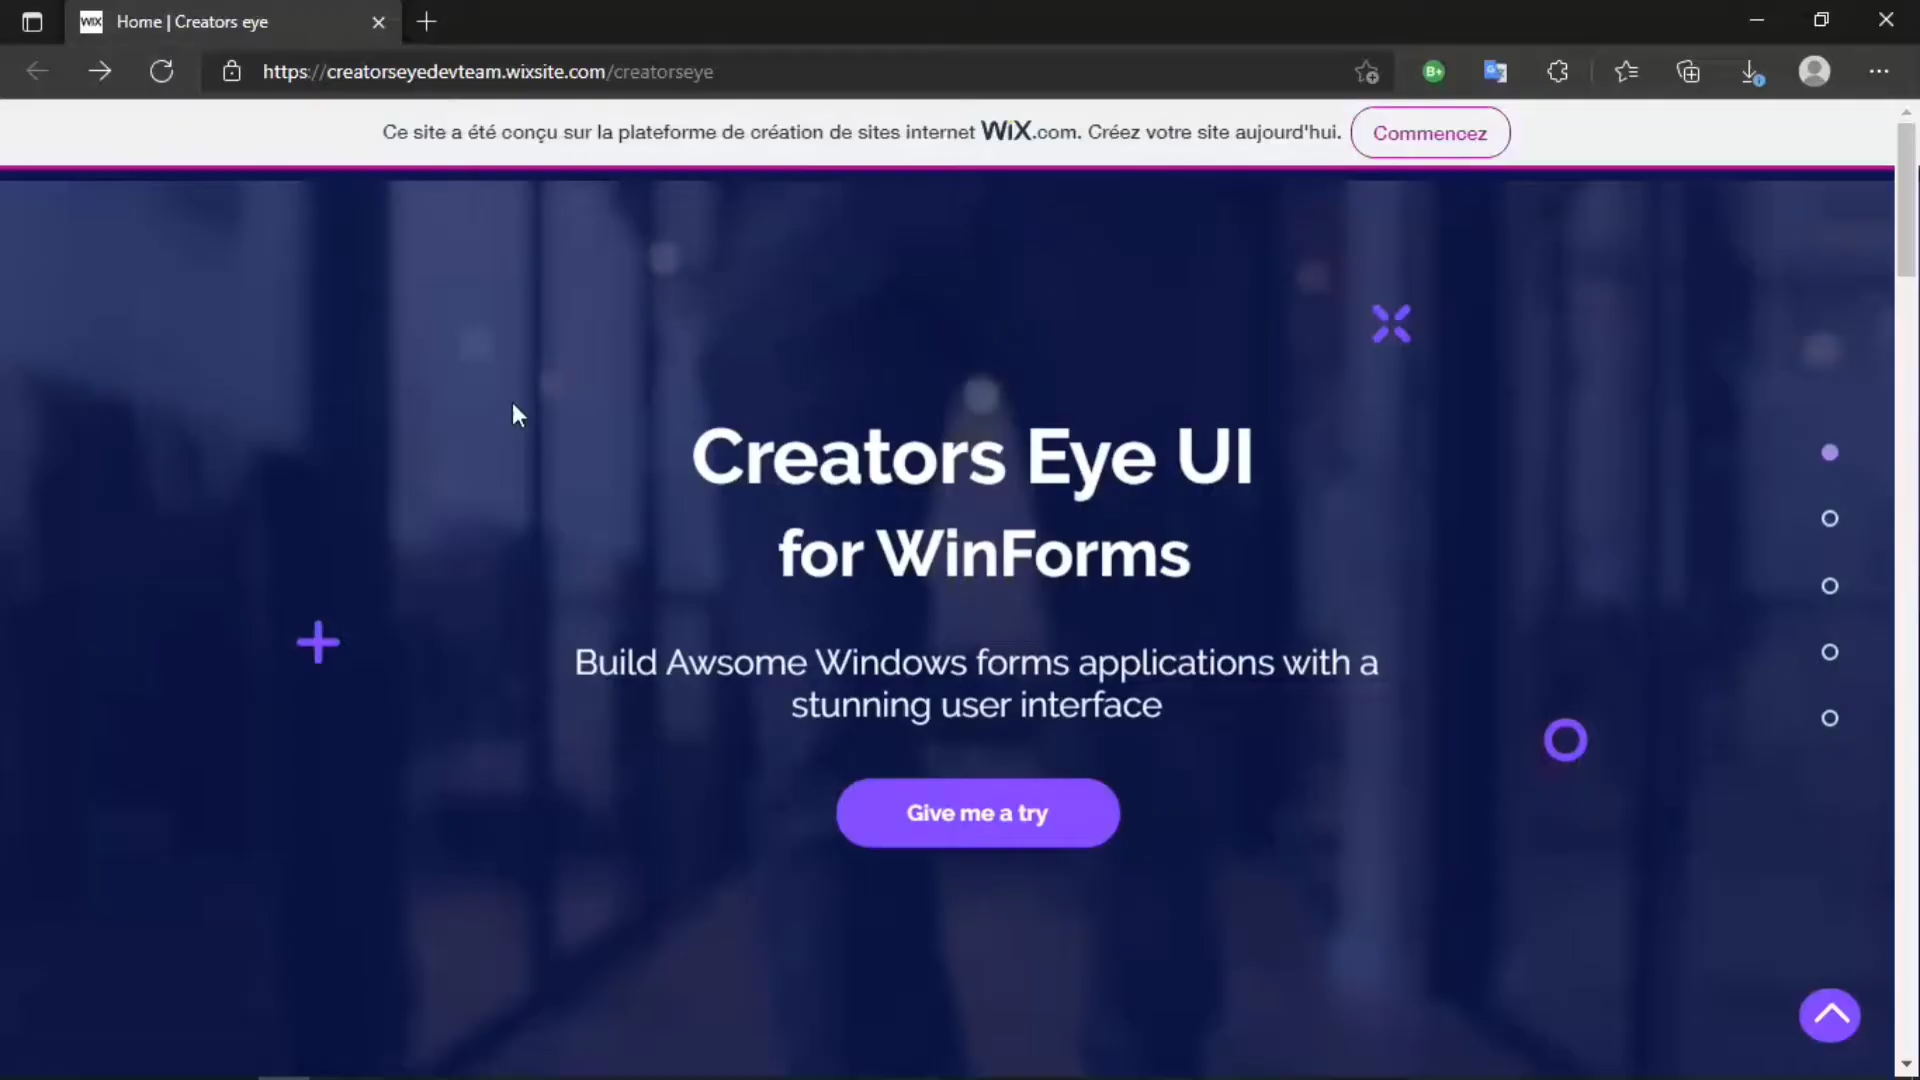 WIX Home | Creators eye
https://creatorseyedevteam.wixsite.com/creatorseye
B+
Ce site a été conçu sur la plateforme de création de sites internet WiX.com. Créez votre site aujourd'hui. Commencez
Creators Eye UI
for WinForms
Build Awsome Windows forms applications with a
stunning user interface
Give me a try